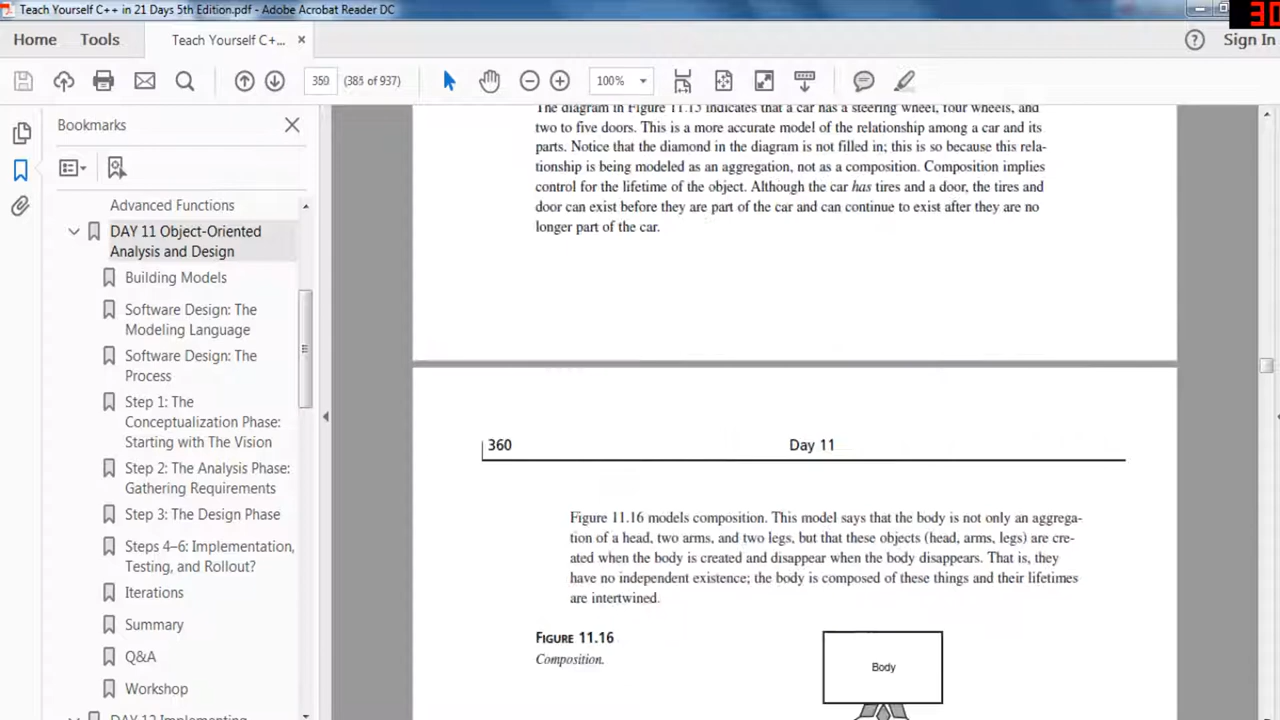 Teach Yourself C++ in 21 Days 5th Edition.pdf - Adobe Acrobat Reader DC
30
Home
Tools
Teach Yourself C++...
Sign In
350
(385 of 937)
100%
Bookmarks
Advanced Functions
DAY 11 Object-Oriented
Analysis and Design
Building Models
Software Design: The
Modeling Language
Software Design: The
Process
Step 1: The
Conceptualization Phase:
Starting with The Vision
Step 2: The Analysis Phase:
Gathering Requirements
Step 3: The Design Phase
Steps 4–6: Implementation,
Testing, and Rollout?
Iterations
Summary
Q&A
Workshop
DAY 12 Implementing
The diagram in Figure 11.15 indicates that a car has a steering wheel, four wheels, and
two to five doors. This is a more accurate model of the relationship among a car and its
parts. Notice that the diamond in the diagram is not filled in; this is so because this rela-
tionship is being modeled as an aggregation, not as a composition. Composition implies
control for the lifetime of the object. Although the car has tires and a door, the tires and
door can exist before they are part of the car and can continue to exist after they are no
longer part of the car.
360
Day 11
Figure 11.16 models composition. This model says that the body is not only an aggrega-
tion of a head, two arms, and two legs, but that these objects (head, arms, legs) are cre-
ated when the body is created and disappear when the body disappears. That is, they
have no independent existence; the body is composed of these things and their lifetimes
are intertwined.
FIGURE 11.16
Composition.
Body